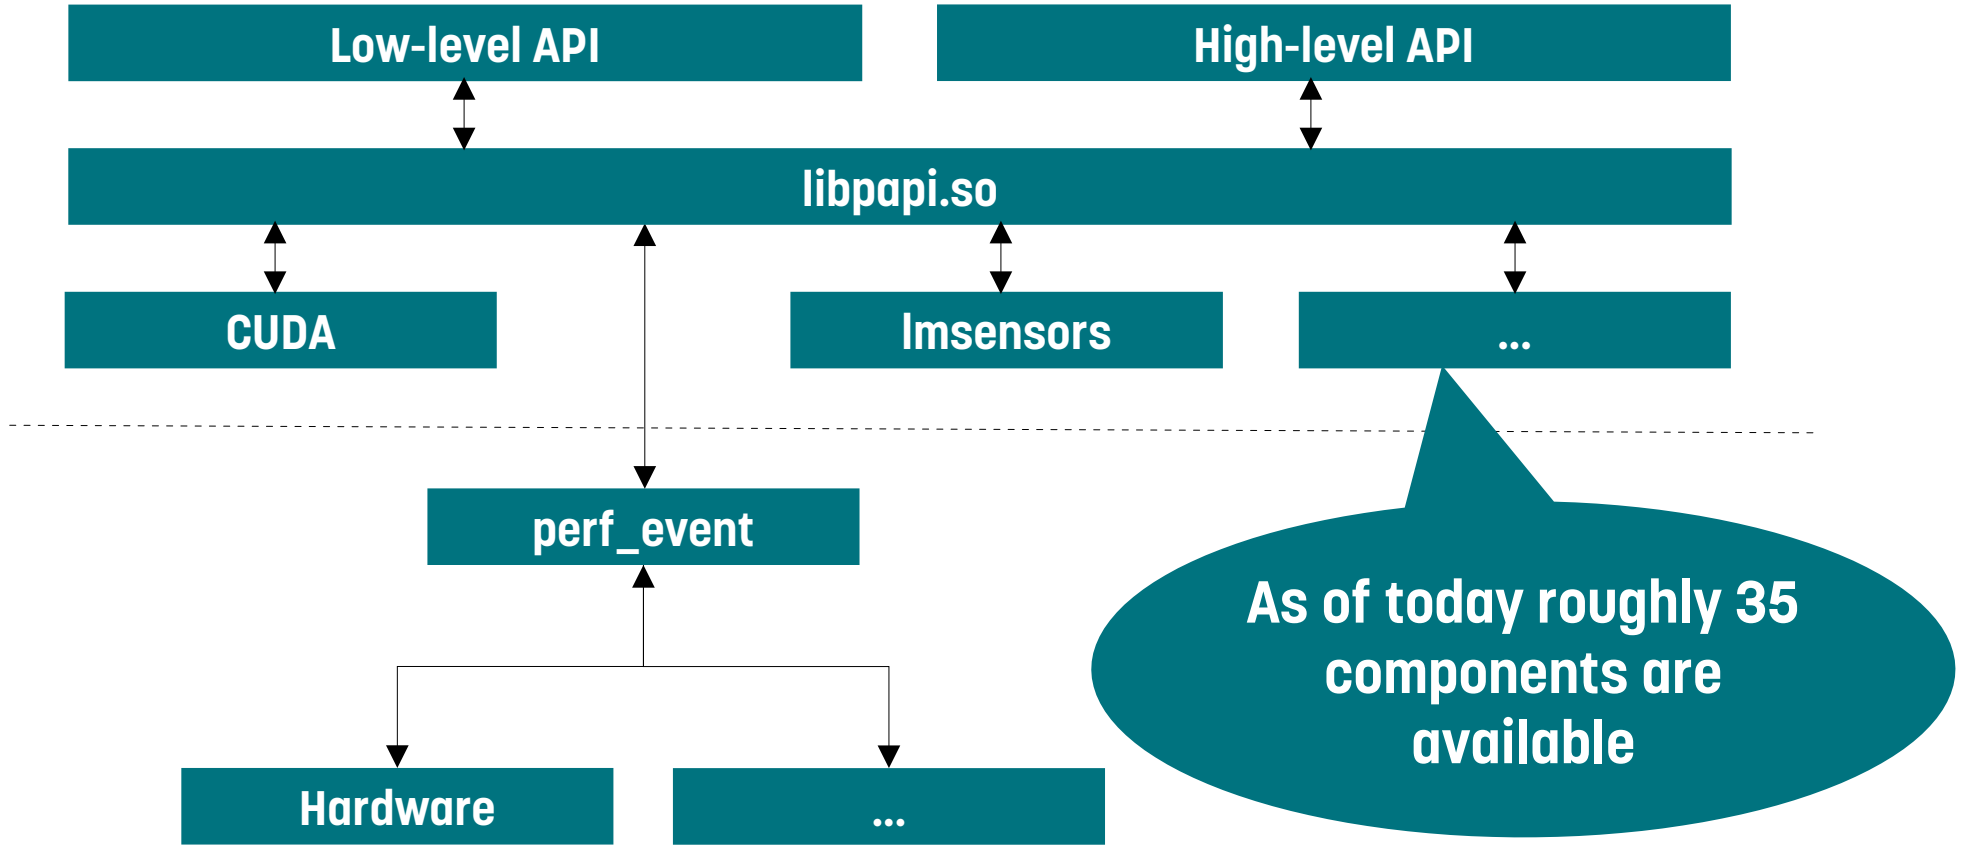 Low-level API
High-level API
libpapi.so
CUDA
lmsensors
...
perf_event
As of today roughly 35
components are
available
Hardware
...